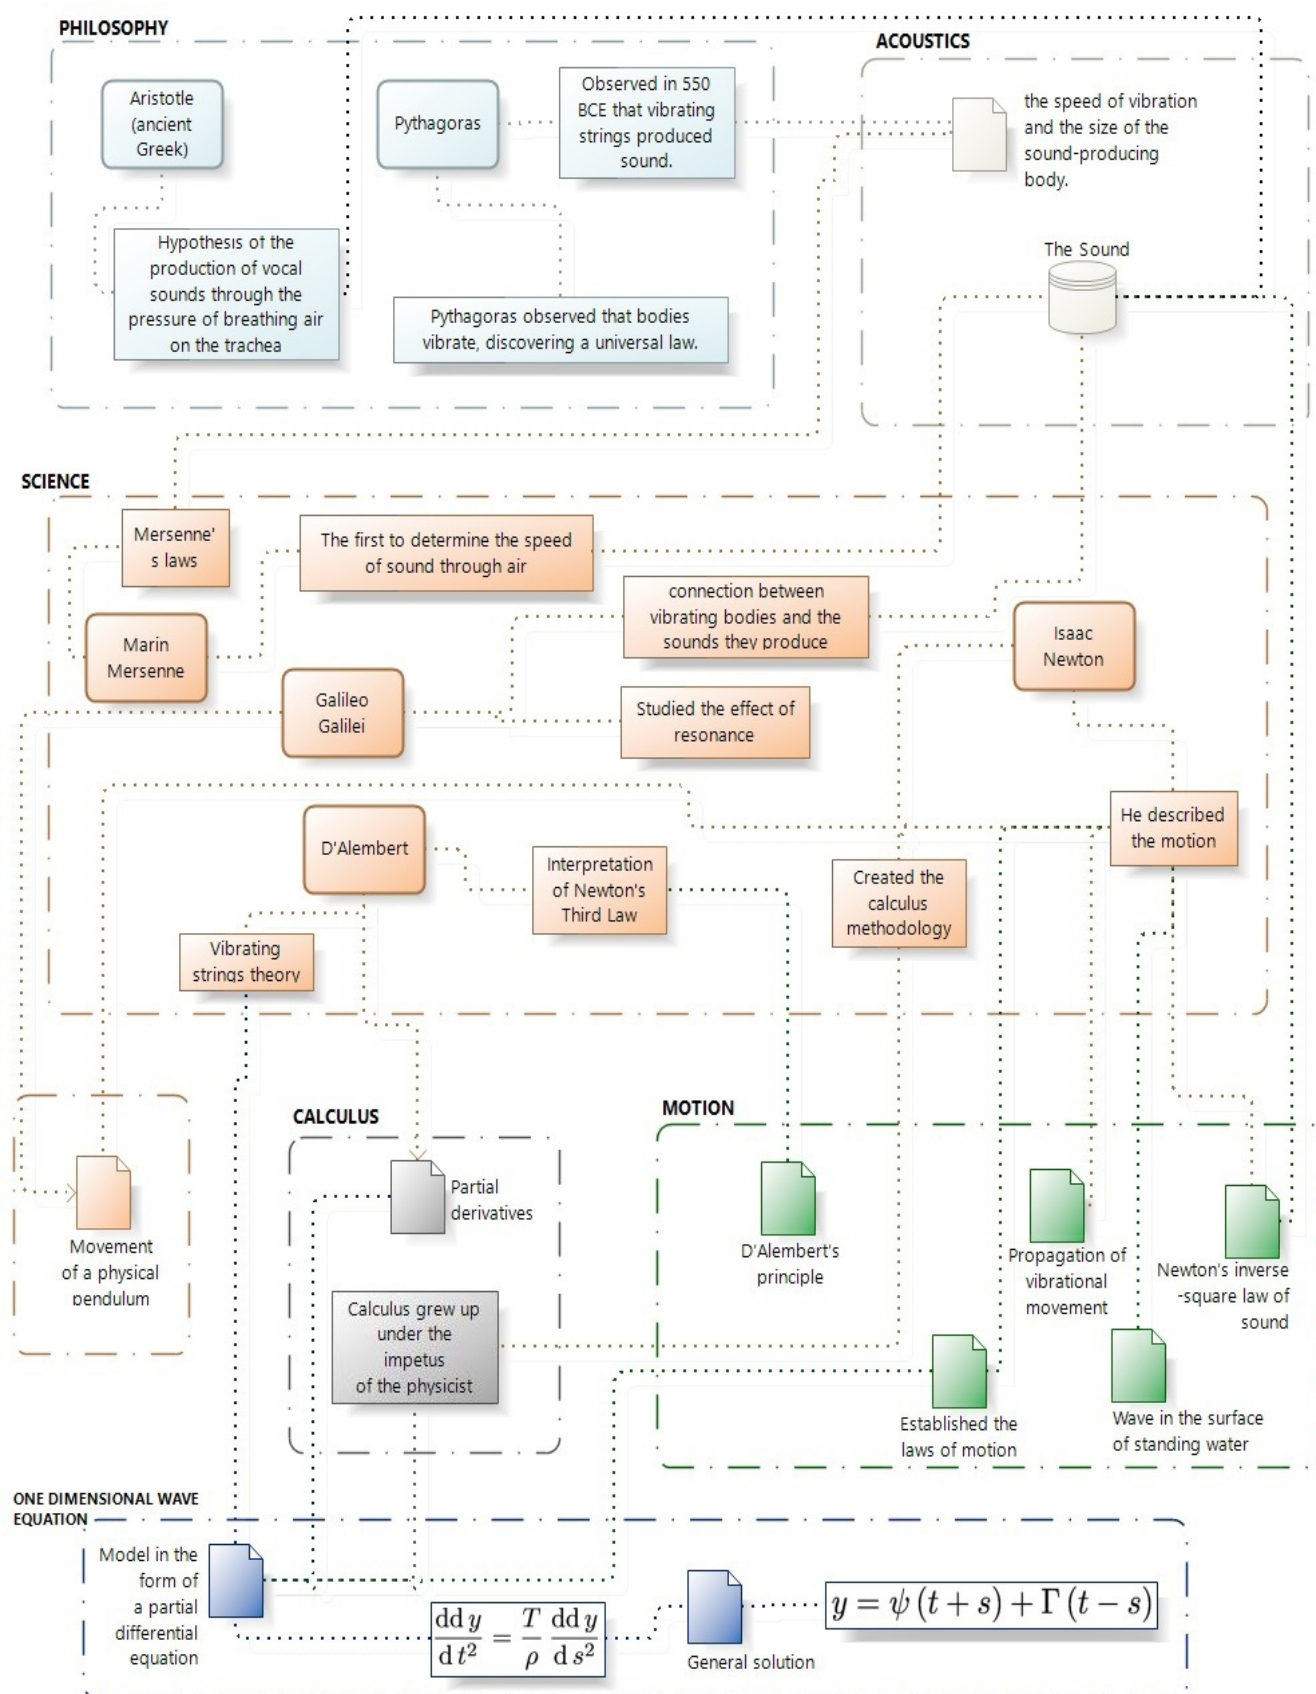 PHILOSOPHY
Aristotle
(ancient
Greek)
Pythagoras
Observed in 550
BCE that vibrating
strings produced
sound.
Hypothesis of the
production of vocal
sounds through the
pressure of breathing air
on the trachea
Pythagoras observed that bodies
vibrate, discovering a universal law.
ACOUSTICS
the speed of vibration
and the size of the
sound-producing
body.
The Sound
SCIENCE
Mersenne'
s laws
The first to determine the speed
of sound through air
connection between
vibrating bodies and the
sounds they produce
Marin
Mersenne
Isaac
Newton
Galileo
Galilei
Studied the effect of
resonance
D'Alembert
Interpretation
of Newton's
Third Law
Created the
calculus
methodology
He described
the motion
Vibrating
strings theory
Movement
of a physical
pendulum
CALCULUS
Partial
derivatives
Calculus grew up
under the
impetus
of the physicist
MOTION
D'Alembert's
principle
Propagation of
vibrational
movement
Newton's inverse
-square law of
sound
Established the
laws of motion
Wave in the surface
of standing water
ONE DIMENSIONAL WAVE
EQUATION
Model in the
form of
a partial
differential
equation
dd y / d t² = T / ρ dd y / d s²
General solution
y = ψ (t + s) + Γ (t − s)